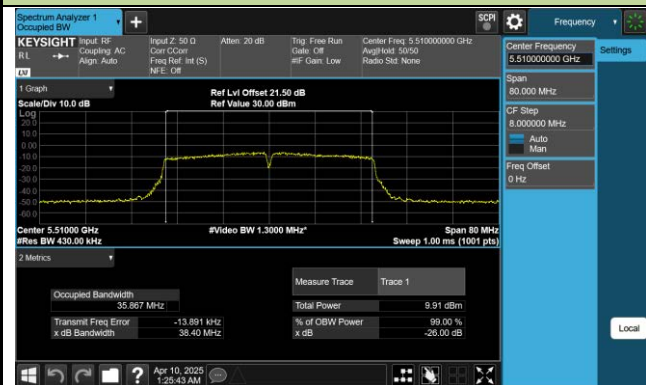 Spectrum Analyzer 1
Occupied BW
SCPI
Frequency
KEYSIGHT
RL
LXI
Input: RF
Coupling: AC
Align: Auto
Input Z: 50 Ω
Corr CCorr
Freq Ref: Int (S)
NFE: Off
Atten: 20 dB
Trig: Free Run
Gate: Off
#IF Gain: Low
Center Freq: 5.510000000 GHz
Avg|Hold: 50/50
Radio Std: None
Center Frequency
5.510000000 GHz
Settings
Span
80.000 MHz
CF Step
8.000000 MHz
Auto
Man
Freq Offset
0 Hz
1 Graph
Scale/Div 10.0 dB
Ref Lvl Offset 21.50 dB
Ref Value 30.00 dBm
Log
20.0
10.0
0.00
-10.0
-20.0
-30.0
-40.0
-50.0
-60.0
Center 5.51000 GHz
#Video BW 1.3000 MHz*
Span 80 MHz
#Res BW 430.00 kHz
Sweep 1.00 ms (1001 pts)
2 Metrics
Measure Trace
Trace 1
Occupied Bandwidth
35.867 MHz
Total Power
9.91 dBm
Transmit Freq Error
-13.891 kHz
% of OBW Power
99.00 %
x dB Bandwidth
38.40 MHz
x dB
-26.00 dB
Local
Apr 10, 2025
1:25:43 AM